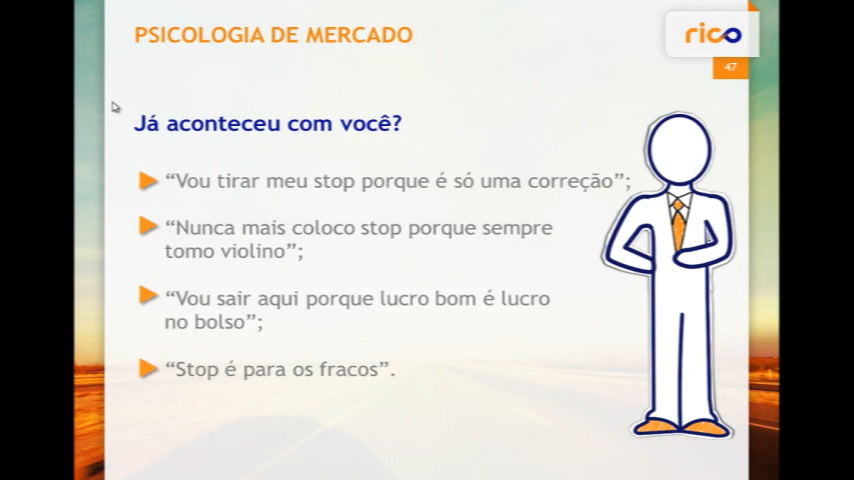 PSICOLOGIA DE MERCADO
rico
47
Já aconteceu com você?
“Vou tirar meu stop porque é só uma correção”;
“Nunca mais coloco stop porque sempre
tomo violino”;
“Vou sair aqui porque lucro bom é lucro
no bolso”;
“Stop é para os fracos”.